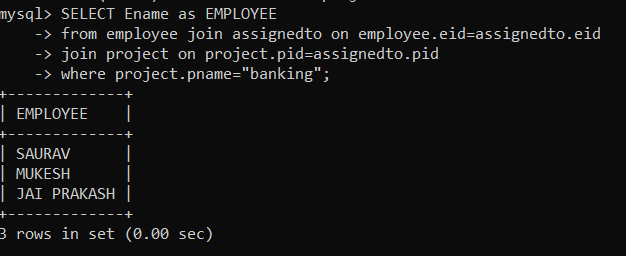 mysql> SELECT Ename as EMPLOYEE
    -> from employee join assignedto on employee.eid=assignedto.eid
    -> join project on project.pid=assignedto.pid
    -> where project.pname="banking";
+-------------+
| EMPLOYEE    |
+-------------+
| SAURAV      |
| MUKESH      |
| JAI PRAKASH |
+-------------+
3 rows in set (0.00 sec)